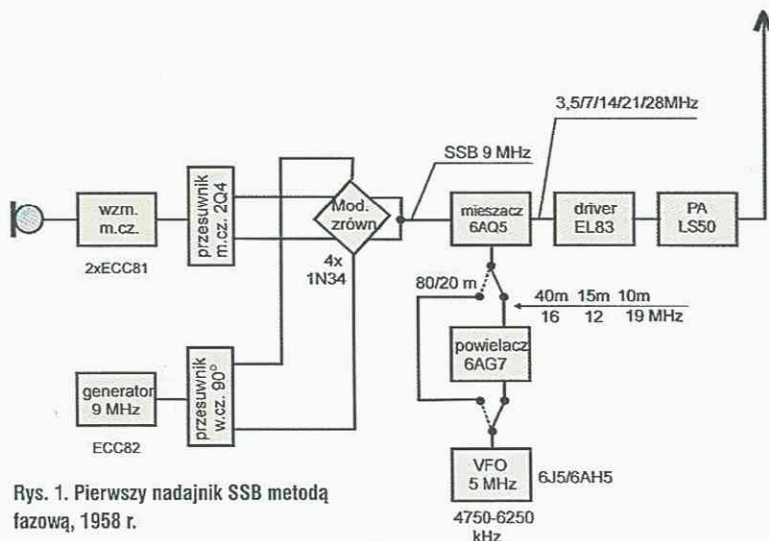 3,5/7/14/21/28MHz
SSB 9 MHz
wzm.
m.cz.
2xECC81
przesuwnik
m.cz. 2Q4
Mod.
zrówn.
4x
1N34
mieszacz
6AQ5
driver
EL83
PA
LS50
80/20 m
40m 15m 10m
16 12 19 MHz
powielacz
6AG7
generator
9 MHz
ECC82
przesuwnik
w.cz. 90°
VFO
5 MHz
6J5/6AH5
4750-6250
kHz
Rys. 1. Pierwszy nadajnik SSB metodą
fazową, 1958 r.